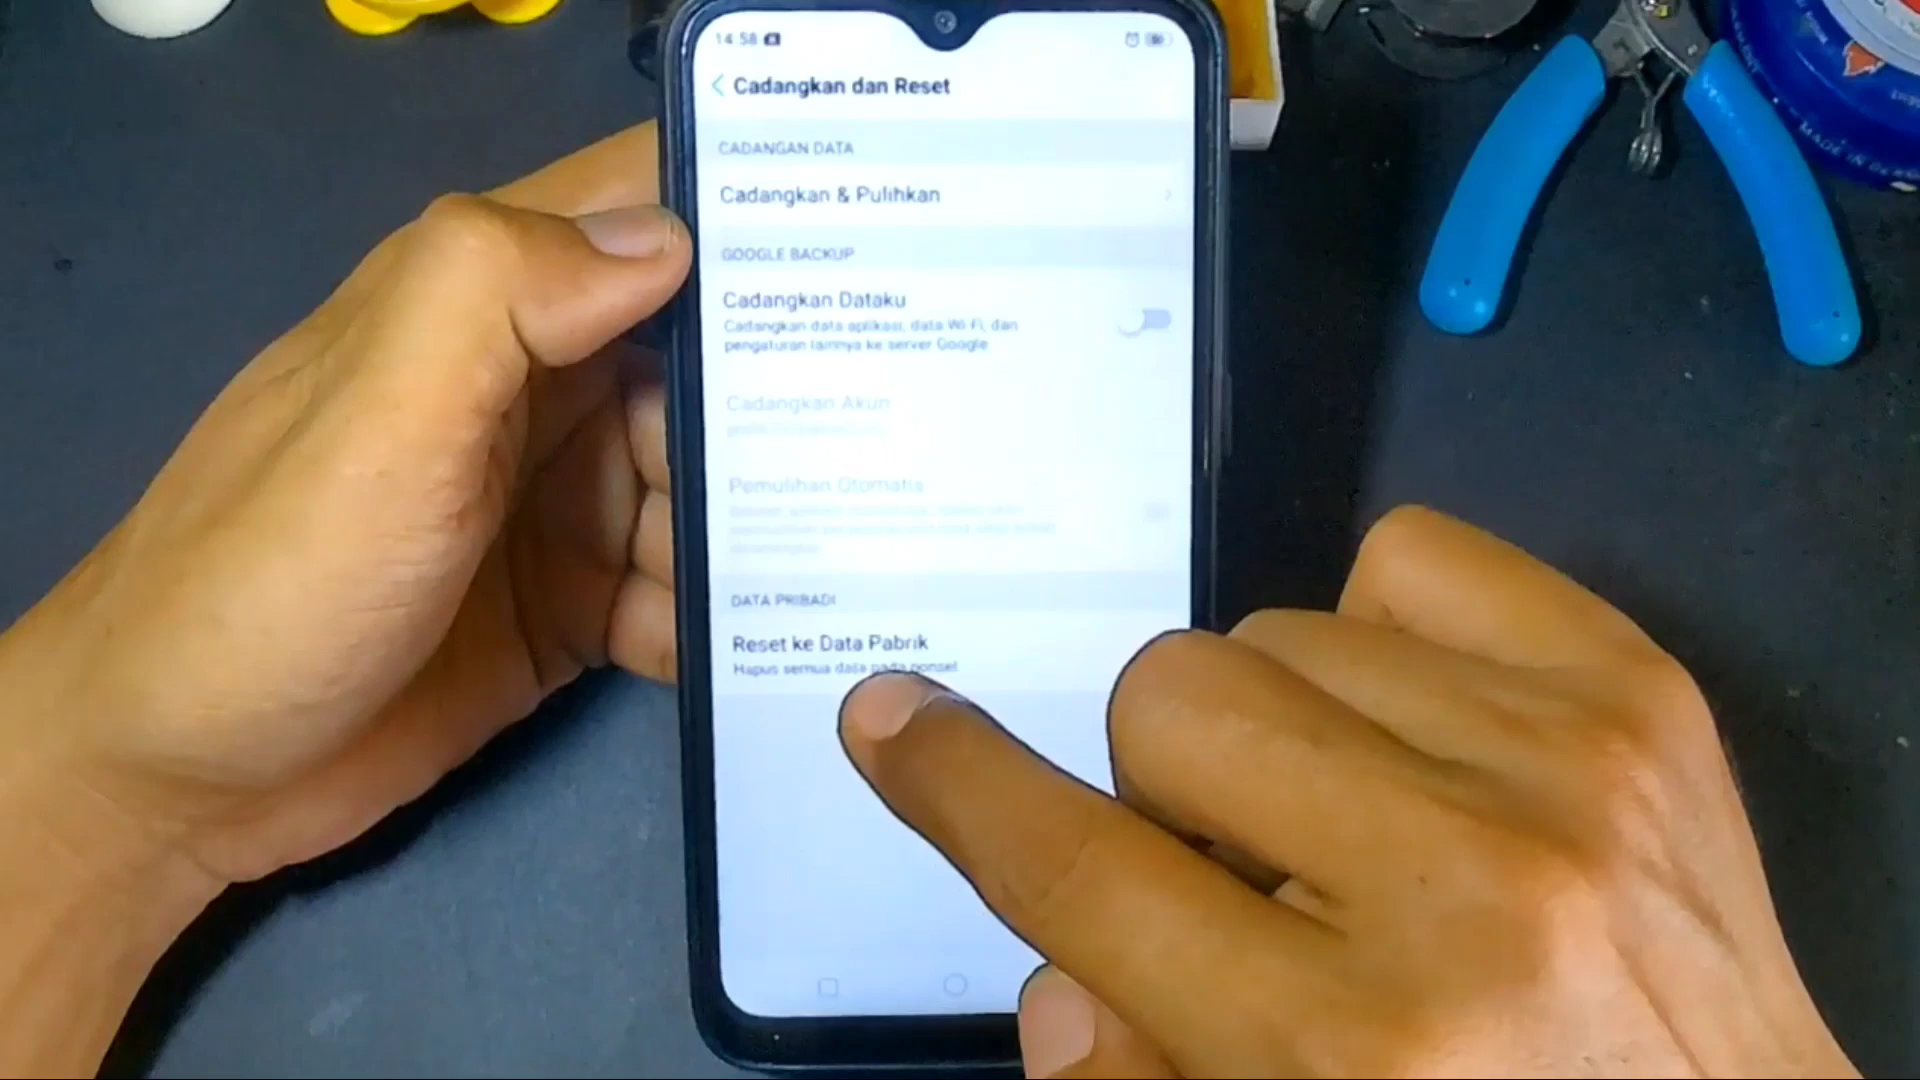 14:58
Cadangkan dan Reset
CADANGAN DATA
Cadangkan & Pulihkan
GOOGLE BACKUP
Cadangkan Dataku
Cadangkan data aplikasi, data Wi-Fi, dan
pengaturan lainnya ke server Google
Cadangkan Akun
Pemulihan Otomatis
DATA PRIBADI
Reset ke Data Pabrik
Hapus semua data pada ponsel
MADE IN